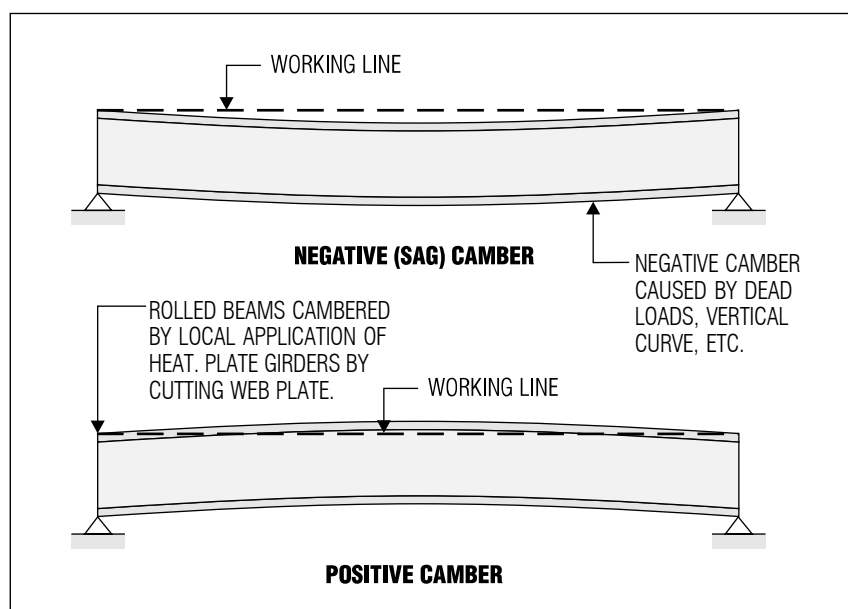 WORKING LINE
NEGATIVE (SAG) CAMBER
NEGATIVE CAMBER
CAUSED BY DEAD
LOADS, VERTICAL
CURVE, ETC.
ROLLED BEAMS CAMBERED
BY LOCAL APPLICATION OF
HEAT. PLATE GIRDERS BY
CUTTING WEB PLATE.
WORKING LINE
POSITIVE CAMBER